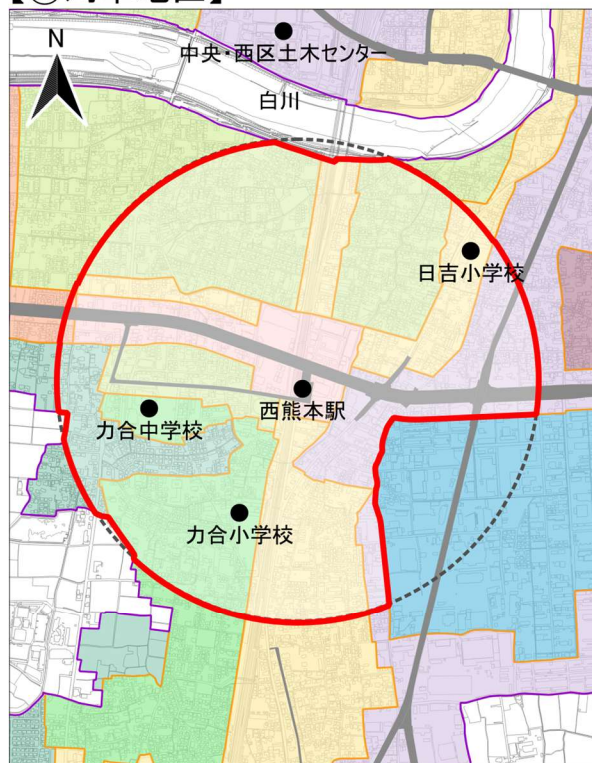 N
中央・西区土木センター
白川
日吉小学校
西熊本駅
力合中学校
力合小学校